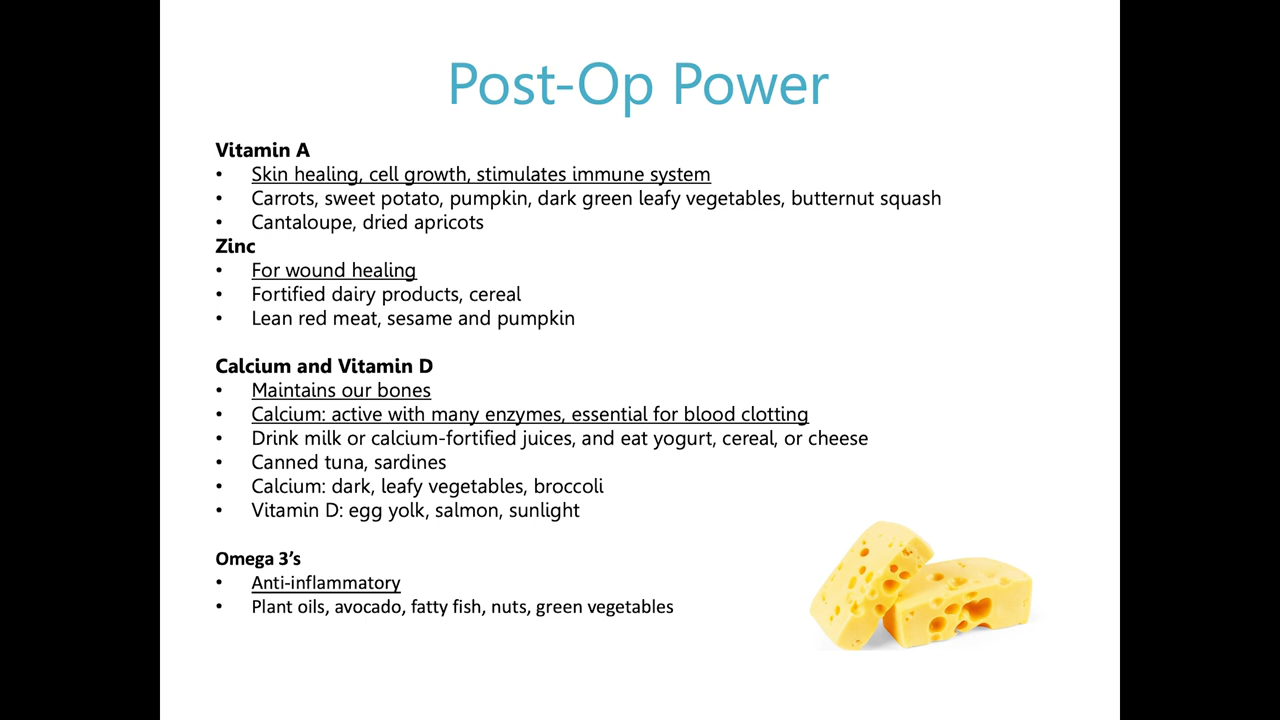 Post-Op Power
Vitamin A
• Skin healing, cell growth, stimulates immune system
• Carrots, sweet potato, pumpkin, dark green leafy vegetables, butternut squash
• Cantaloupe, dried apricots
Zinc
• For wound healing
• Fortified dairy products, cereal
• Lean red meat, sesame and pumpkin
Calcium and Vitamin D
• Maintains our bones
• Calcium: active with many enzymes, essential for blood clotting
• Drink milk or calcium-fortified juices, and eat yogurt, cereal, or cheese
• Canned tuna, sardines
• Calcium: dark, leafy vegetables, broccoli
• Vitamin D: egg yolk, salmon, sunlight
Omega 3’s
• Anti-inflammatory
• Plant oils, avocado, fatty fish, nuts, green vegetables